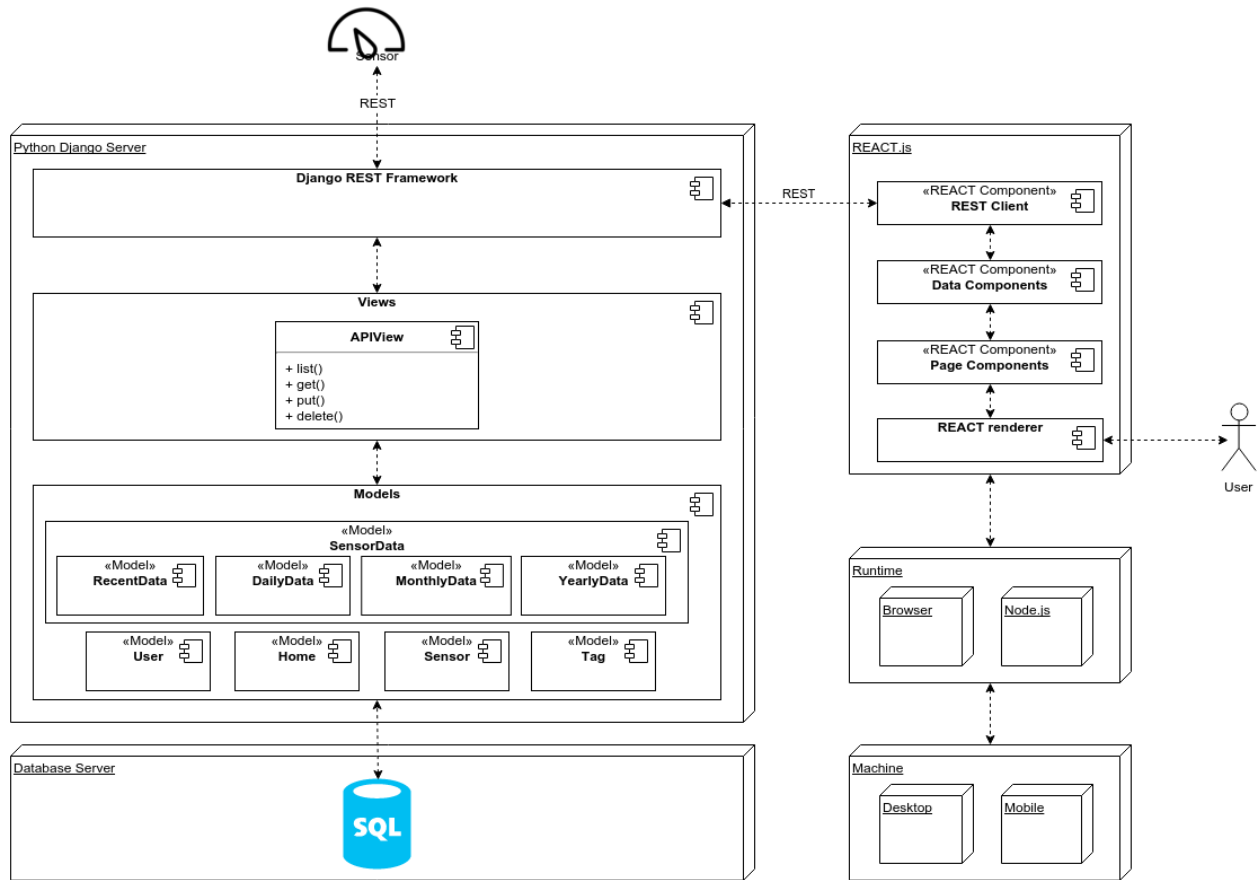 Sensor
REST
Python Django Server
Django REST Framework
Views
APIView
+ list()
+ get()
+ put()
+ delete()
Models
«Model»
SensorData
«Model»
RecentData
«Model»
DailyData
«Model»
MonthlyData
«Model»
YearlyData
«Model»
User
«Model»
Home
«Model»
Sensor
«Model»
Tag
Database Server
SQL
REST
REACT.js
«REACT Component»
REST Client
«REACT Component»
Data Components
«REACT Component»
Page Components
REACT renderer
User
Runtime
Browser
Node.js
Machine
Desktop
Mobile